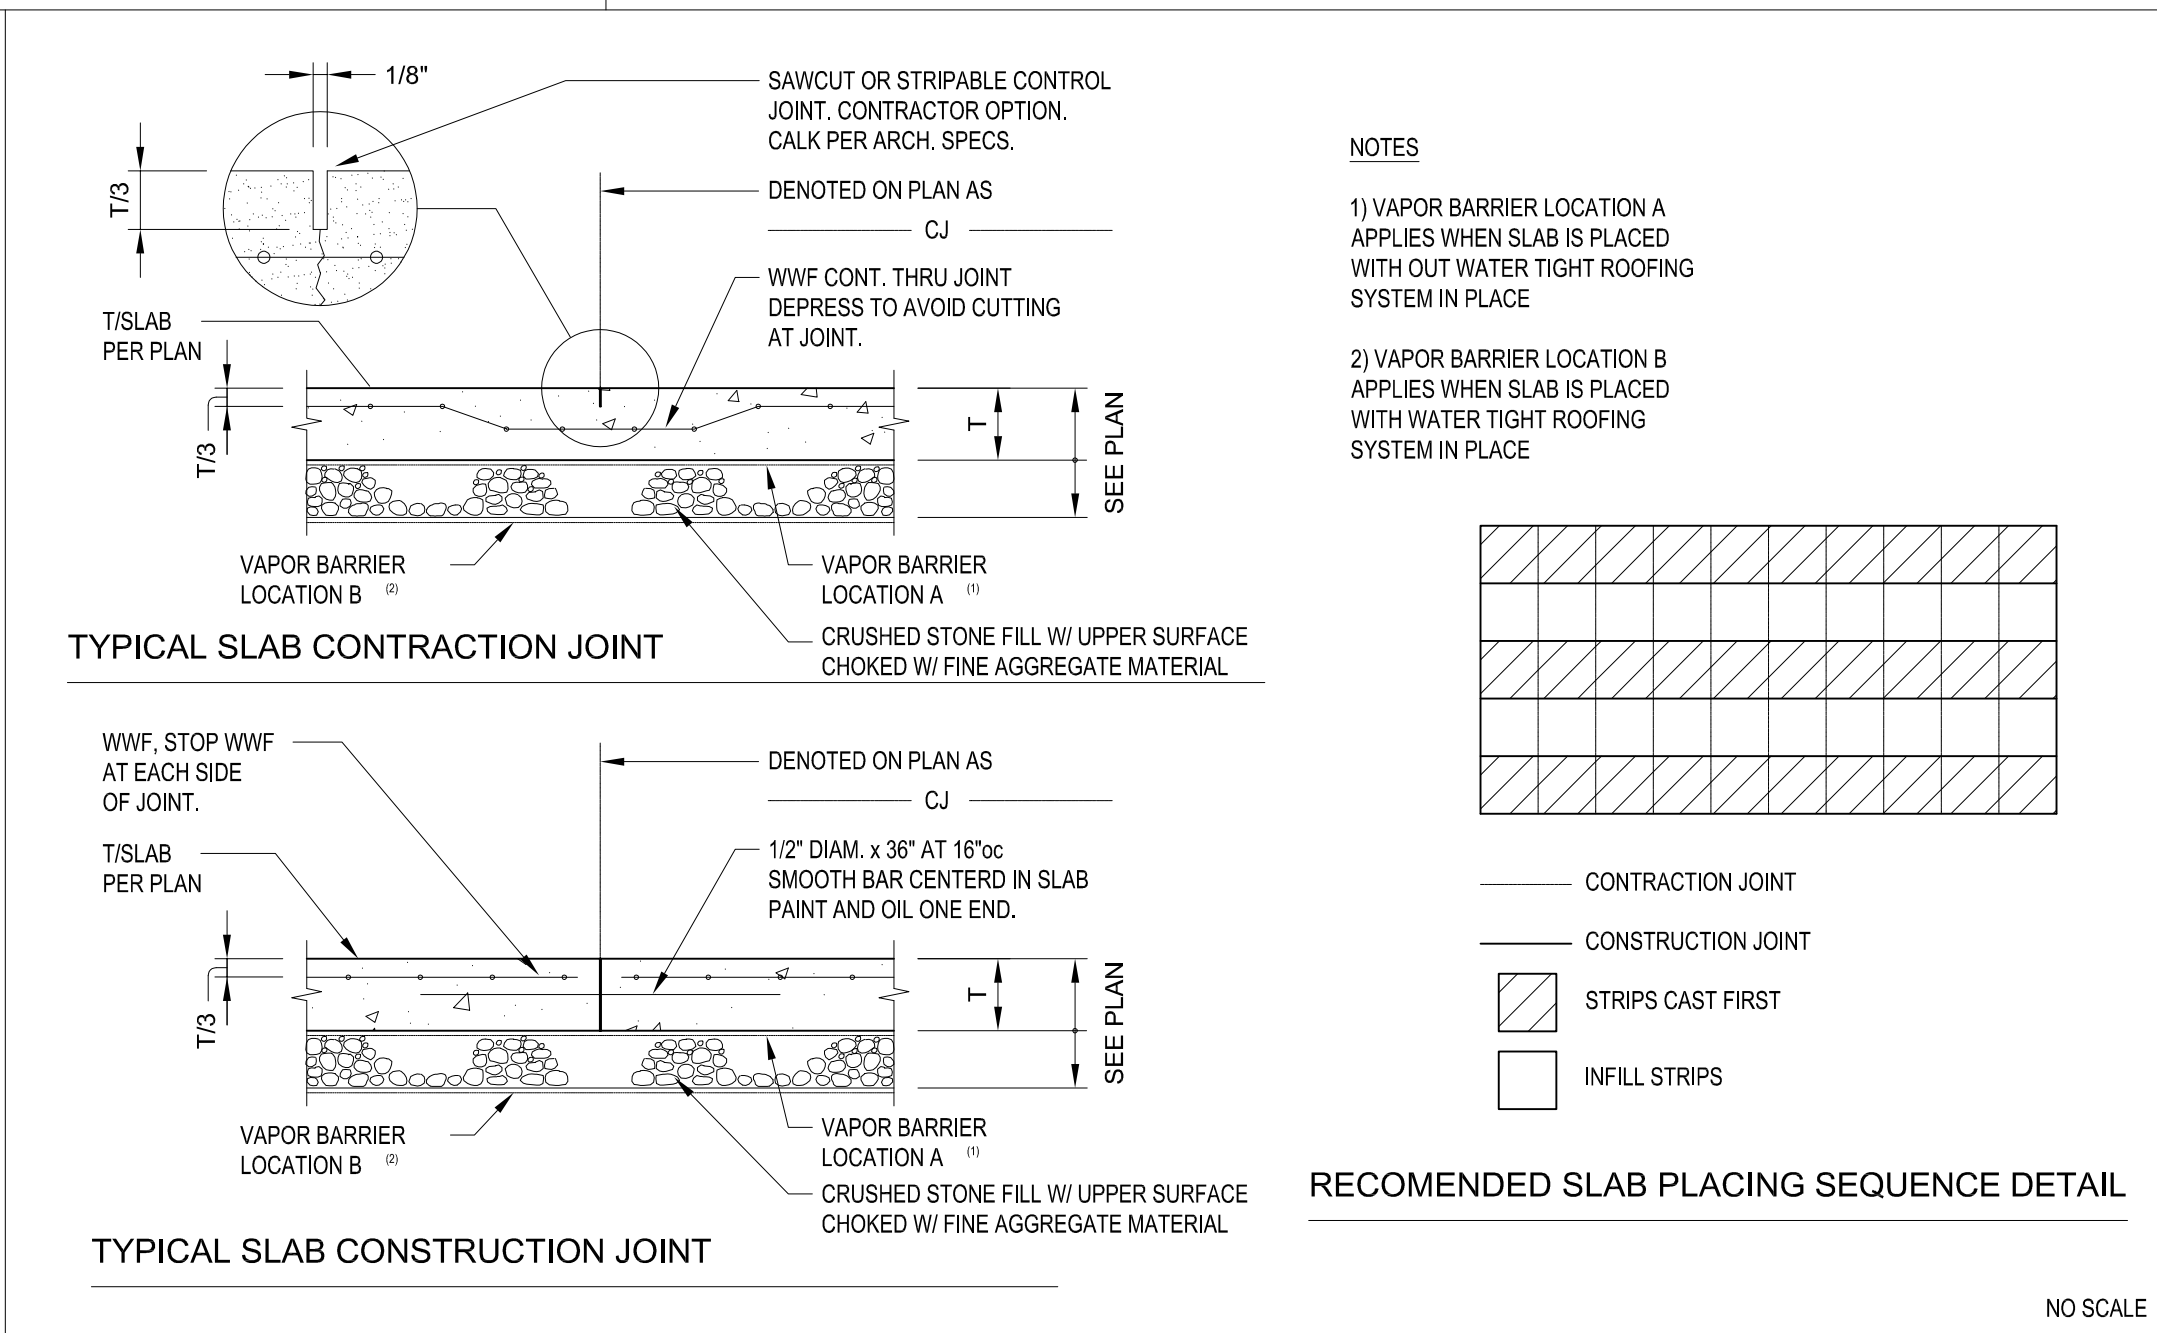 1/8"
T/3
SAWCUT OR STRIPABLE CONTROL
JOINT. CONTRACTOR OPTION.
CALK PER ARCH. SPECS.
DENOTED ON PLAN AS
CJ
WWF CONT. THRU JOINT
DEPRESS TO AVOID CUTTING
AT JOINT.
T/SLAB
PER PLAN
T/3
T
SEE PLAN
VAPOR BARRIER
LOCATION B (2)
VAPOR BARRIER
LOCATION A (1)
CRUSHED STONE FILL W/ UPPER SURFACE
CHOKED W/ FINE AGGREGATE MATERIAL
TYPICAL SLAB CONTRACTION JOINT
WWF, STOP WWF
AT EACH SIDE
OF JOINT.
T/SLAB
PER PLAN
DENOTED ON PLAN AS
CJ
1/2" DIAM. x 36" AT 16"oc
SMOOTH BAR CENTERD IN SLAB
PAINT AND OIL ONE END.
T/3
T
SEE PLAN
VAPOR BARRIER
LOCATION B (2)
VAPOR BARRIER
LOCATION A (1)
CRUSHED STONE FILL W/ UPPER SURFACE
CHOKED W/ FINE AGGREGATE MATERIAL
TYPICAL SLAB CONSTRUCTION JOINT
NOTES
1) VAPOR BARRIER LOCATION A
APPLIES WHEN SLAB IS PLACED
WITH OUT WATER TIGHT ROOFING
SYSTEM IN PLACE
2) VAPOR BARRIER LOCATION B
APPLIES WHEN SLAB IS PLACED
WITH WATER TIGHT ROOFING
SYSTEM IN PLACE
CONTRACTION JOINT
CONSTRUCTION JOINT
STRIPS CAST FIRST
INFILL STRIPS
RECOMENDED SLAB PLACING SEQUENCE DETAIL
NO SCALE